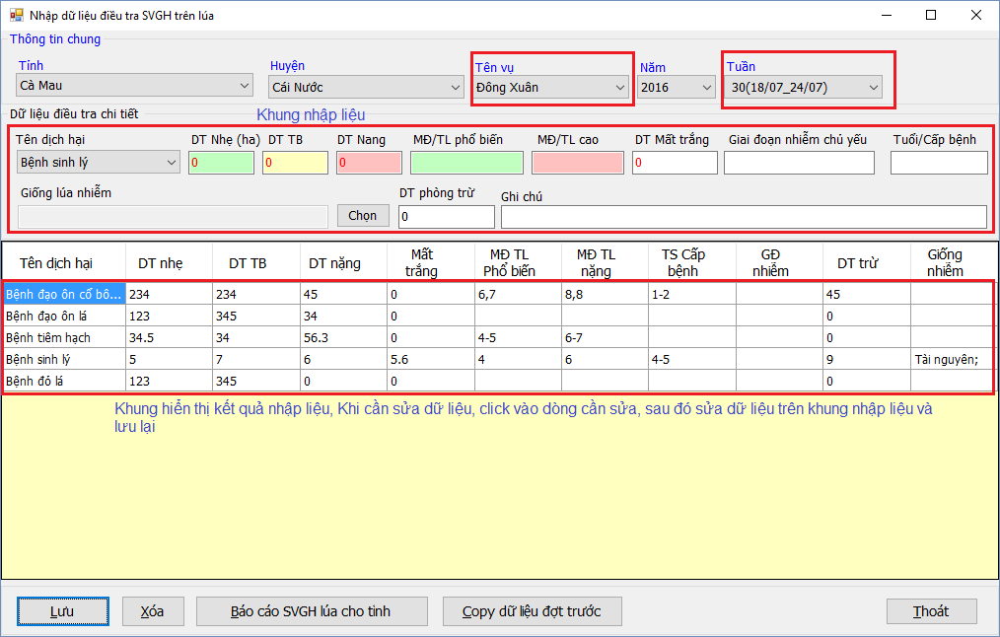 Nhập dữ liệu điều tra SVGH trên lúa
Thông tin chung
Tỉnh Huyện Tên vụ Năm Tuần
Cà Mau Cái Nước Đông Xuân 2016 30(18/07_24/07)
Dữ liệu điều tra chi tiết Khung nhập liệu
Tên dịch hại DT Nhẹ (ha) DT TB DT Nang MĐ/TL phổ biến MĐ/TL cao DT Mất trắng Giai đoạn nhiễm chủ yếu Tuổi/Cấp bệnh
Bệnh sinh lý 0 0 0 0
Giống lúa nhiễm DT phòng trừ Ghi chú
Chọn 0
Tên dịch hại DT nhẹ DT TB DT nặng Mất trắng MĐ TL Phổ biến MĐ TL nặng TS Cấp bệnh GĐ nhiễm DT trừ Giống nhiễm
Bệnh đạo ôn cổ bô... 234 234 45 0 6,7 8,8 1-2 45
Bệnh đạo ôn lá 123 345 34 0 0
Bệnh tiêm hạch 34.5 34 56.3 0 4-5 6-7 0
Bệnh sinh lý 5 7 6 5.6 4 6 4-5 9 Tài nguyên;
Bệnh đỏ lá 123 345 0 0 0
Khung hiển thị kết quả nhập liệu, Khi cần sửa dữ liệu, click vào dòng cần sửa, sau đó sửa dữ liệu trên khung nhập liệu và
lưu lại
Lưu Xóa Báo cáo SVGH lúa cho tỉnh Copy dữ liệu đợt trước Thoát